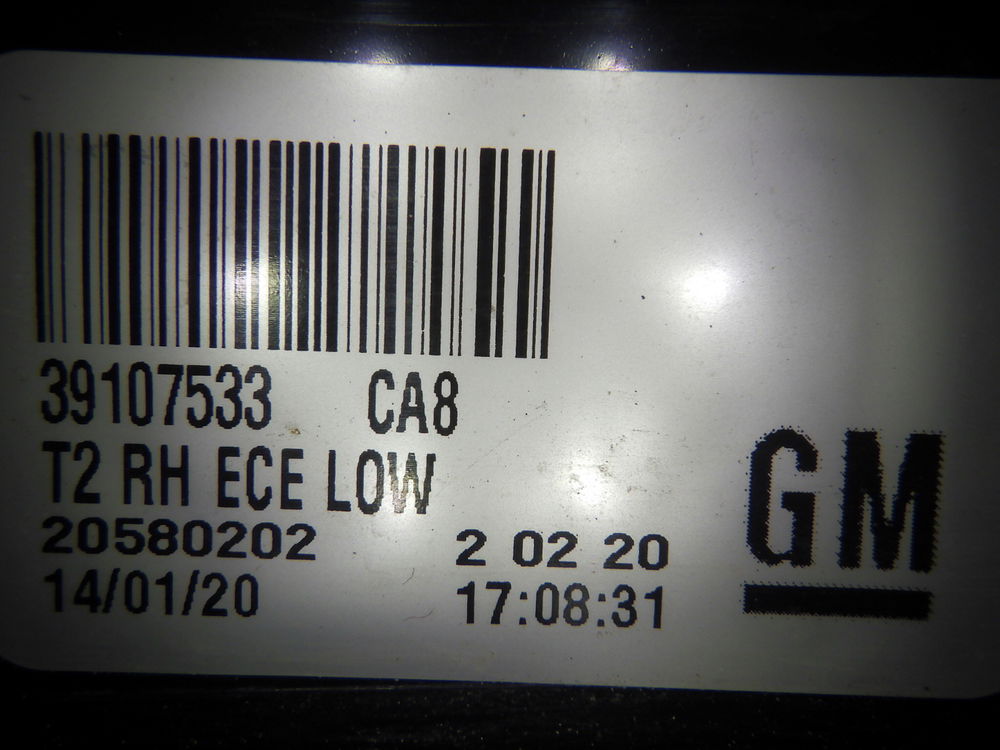 39107533 CA8
T2 RH ECE LOW
20580202 2 02 20
14/01/20 17:08:31
GM